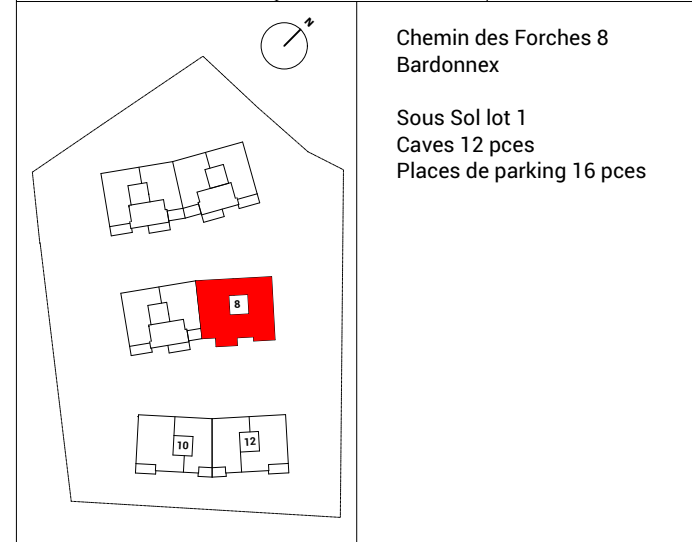 N
Chemin des Forches 8
Bardonnex
Sous Sol lot 1
Caves 12 pces
Places de parking 16 pces
8
10
12